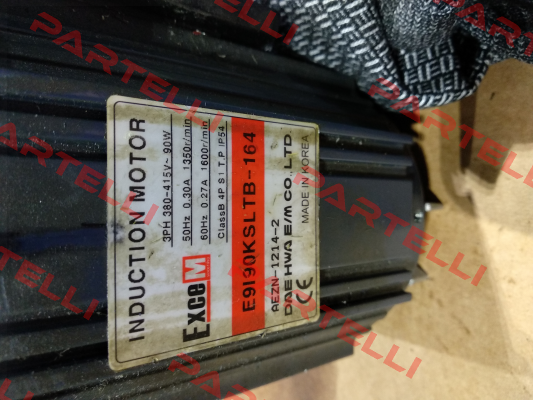 INDUCTION MOTOR
3PH 380-415V~ 90W
50Hz 0.30A 1350r/min
60Hz 0.27A 1600r/min
ExceM
ClassB 4P S1 T.P IP54
E9I90KSLTB-164
AEZN-1214-2
DAE HWA E/M CO.,LTD.
MADE IN KOREA
CE
PARTELLI
PARTELLI
PARTELLI
PARTELLI
PARTELLI
PARTELLI